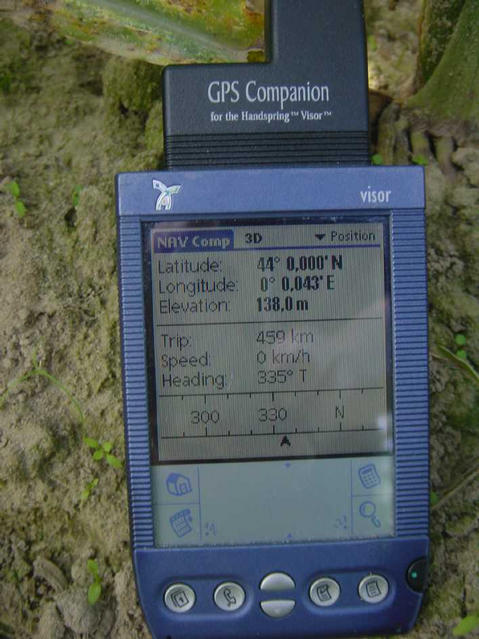 GPS Companion
for the Handspring™ Visor™
visor
NAV Comp 3D Position
Latitude: 44° 0,000' N
Longitude: 0° 0,043' E
Elevation: 138,0 m
Trip: 459 km
Speed: 0 km/h
Heading: 335° T
300 330 N